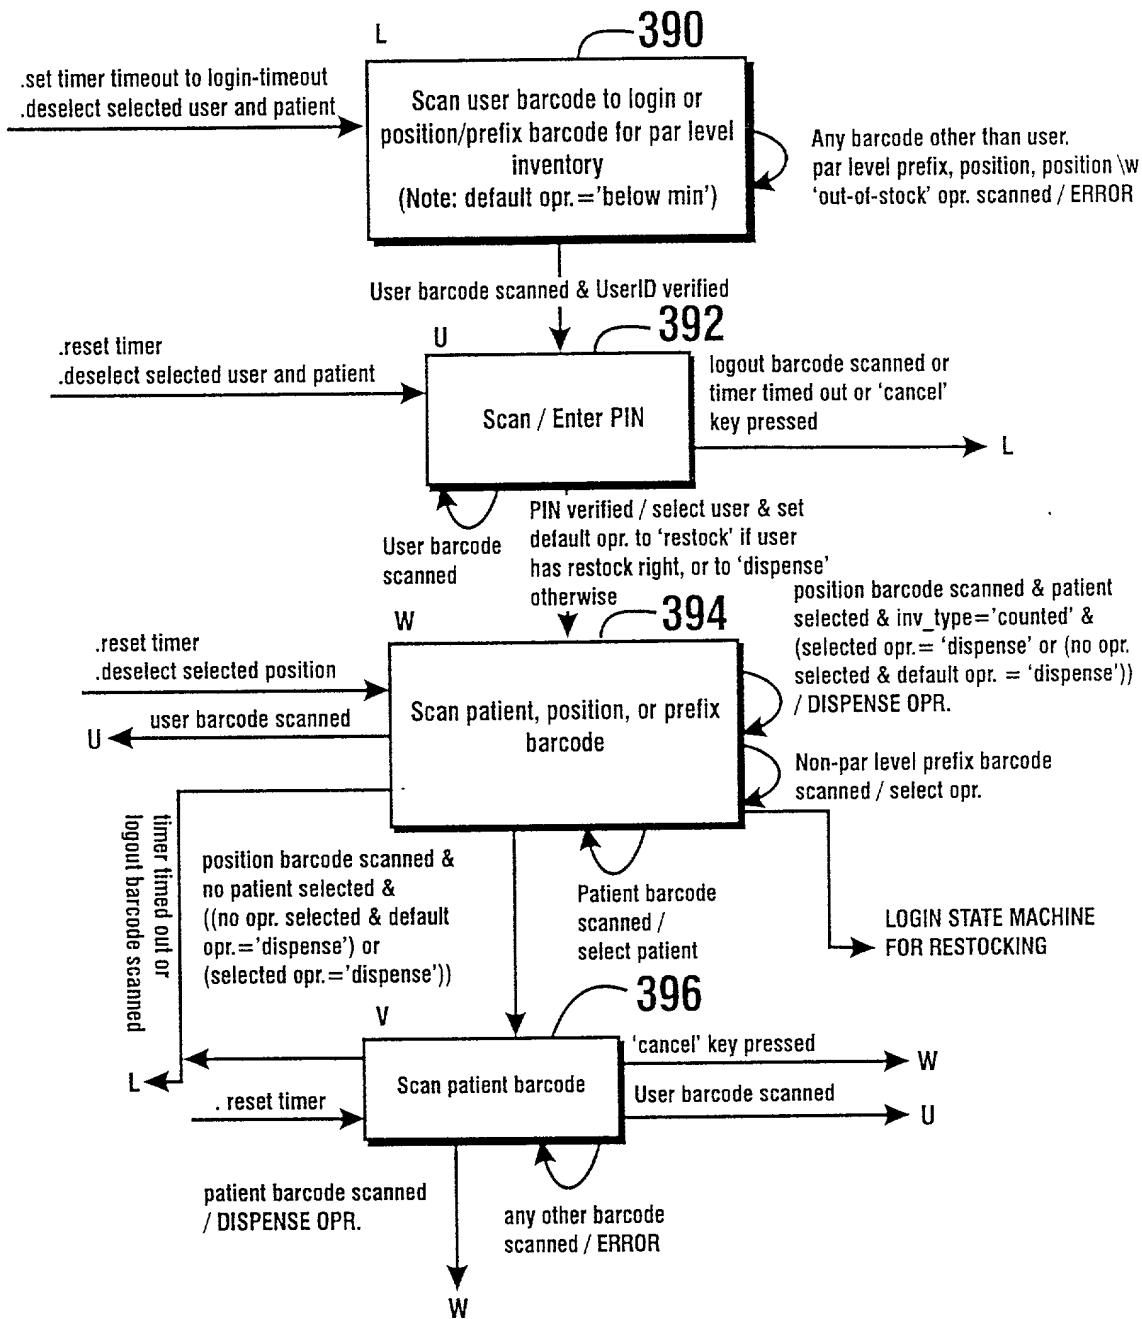 L
390
.set timer timeout to login-timeout
.deselect selected user and patient
Scan user barcode to login or
position/prefix barcode for par level
inventory
(Note: default opr.='below min')
Any barcode other than user.
par level prefix, position, position \w
'out-of-stock' opr. scanned / ERROR
User barcode scanned & UserID verified
U
392
.reset timer
.deselect selected user and patient
Scan / Enter PIN
logout barcode scanned or
timer timed out or 'cancel'
key pressed
L
User barcode
scanned
PIN verified / select user & set
default opr. to 'restock' if user
has restock right, or to 'dispense'
otherwise
W
394
.reset timer
.deselect selected position
user barcode scanned
U
Scan patient, position, or prefix
barcode
position barcode scanned & patient
selected & inv_type='counted' &
(selected opr.= 'dispense' or (no opr.
selected & default opr. = 'dispense'))
/ DISPENSE OPR.
Non-par level prefix barcode
scanned / select opr.
timer timed out or
logout barcode scanned
position barcode scanned &
no patient selected &
((no opr. selected & default
opr.='dispense') or
(selected opr.='dispense'))
Patient barcode
scanned /
select patient
LOGIN STATE MACHINE
FOR RESTOCKING
V
396
L
Scan patient barcode
'cancel' key pressed
W
. reset timer
User barcode scanned
U
patient barcode scanned
/ DISPENSE OPR.
any other barcode
scanned / ERROR
W